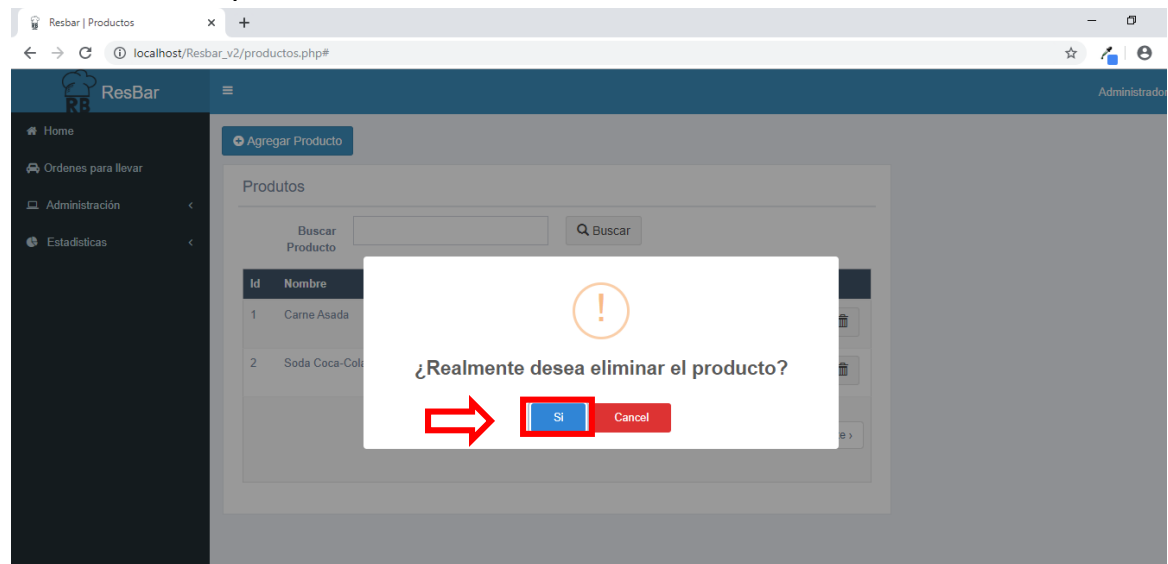 Resbar | Productos
localhost/Resbar_v2/productos.php#
RB ResBar
Administrador
Home
Agregar Producto
Ordenes para llevar
Produtos
Administración
Buscar
Producto
Buscar
Estadisticas
Id Nombre
!
1 Carne Asada
2 Soda Coca-Cola
¿Realmente desea eliminar el producto?
Si Cancel
e ›